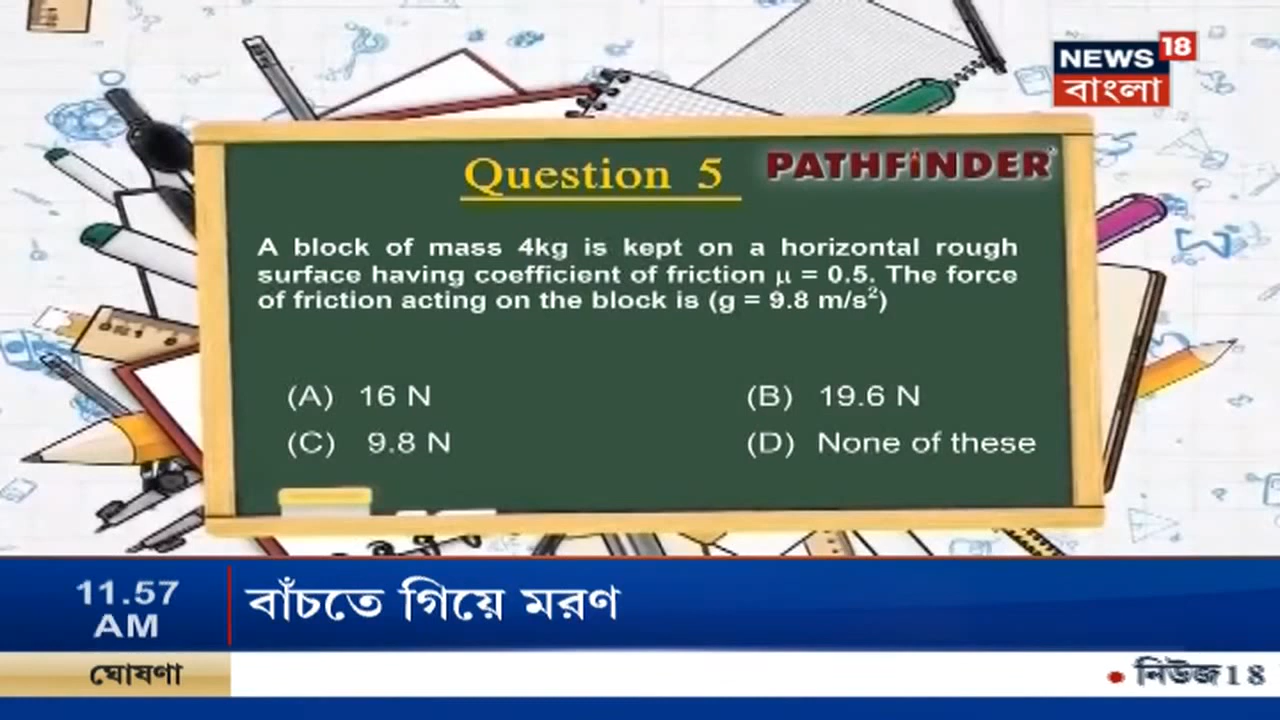 NEWS 18
বাংলা
Question 5
PATHFINDER
A block of mass 4kg is kept on a horizontal rough
surface having coefficient of friction μ = 0.5. The force
of friction acting on the block is (g = 9.8 m/s²)
(A) 16 N
(B) 19.6 N
(C) 9.8 N
(D) None of these
11.57
AM
বাঁচতে গিয়ে মরণ
ঘোষণা
• নিউজ18